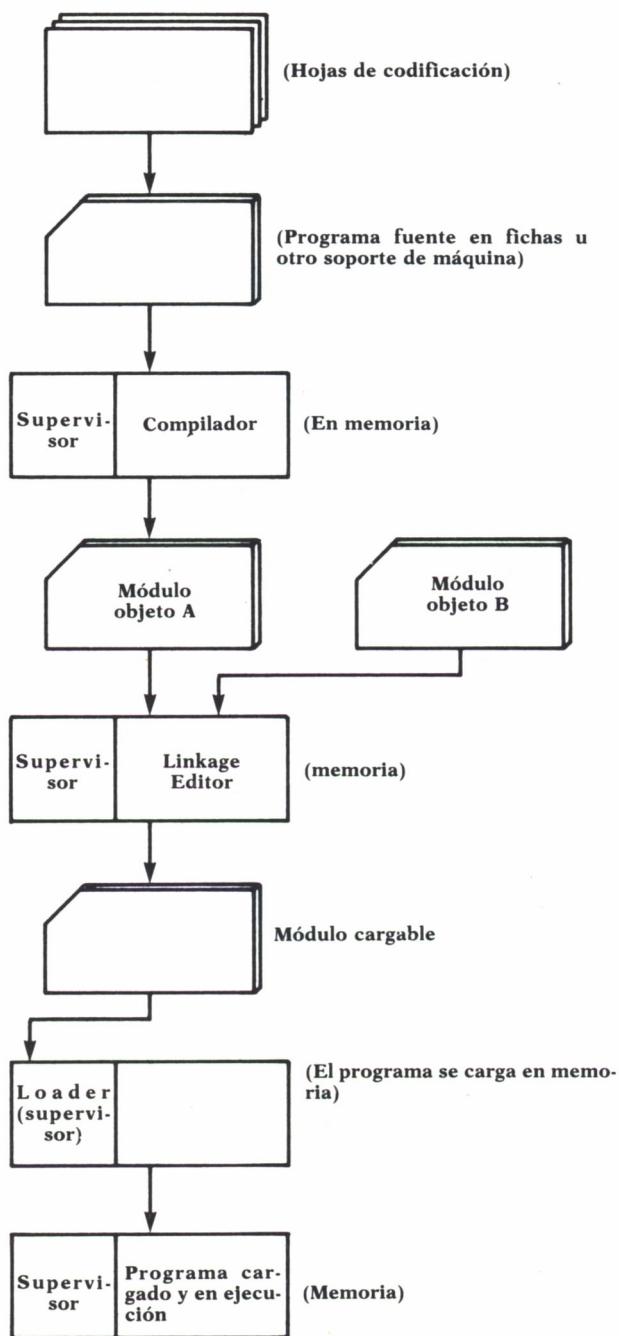 (Hojas de codificación)
(Programa fuente en fichas u
otro soporte de máquina)
Supervi-
sor
Compilador
(En memoria)
Módulo
objeto A
Módulo
objeto B
Supervi-
sor
Linkage
Editor
(memoria)
Módulo cargable
Loader
(supervi-
sor)
(El programa se carga en memo-
ria)
Supervi-
sor
Programa car-
gado y en ejecu-
ción
(Memoria)